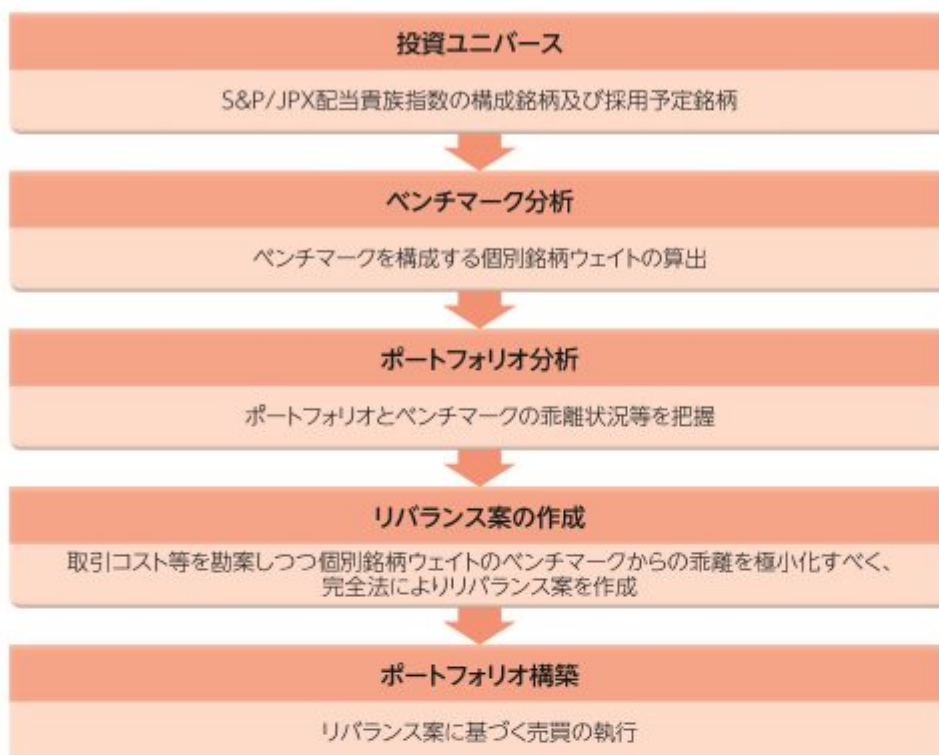 投資ユニバース
S&P/JPX配当貴族指数の構成銘柄及び採用予定銘柄
ベンチマーク分析
ベンチマークを構成する個別銘柄ウェイトの算出
ポートフォリオ分析
ポートフォリオとベンチマークの乖離状況等を把握
リバランス案の作成
取引コスト等を勘案しつつ個別銘柄ウェイトのベンチマークからの乖離を極小化すべく、
完全法によりリバランス案を作成
ポートフォリオ構築
リバランス案に基づく売買の執行